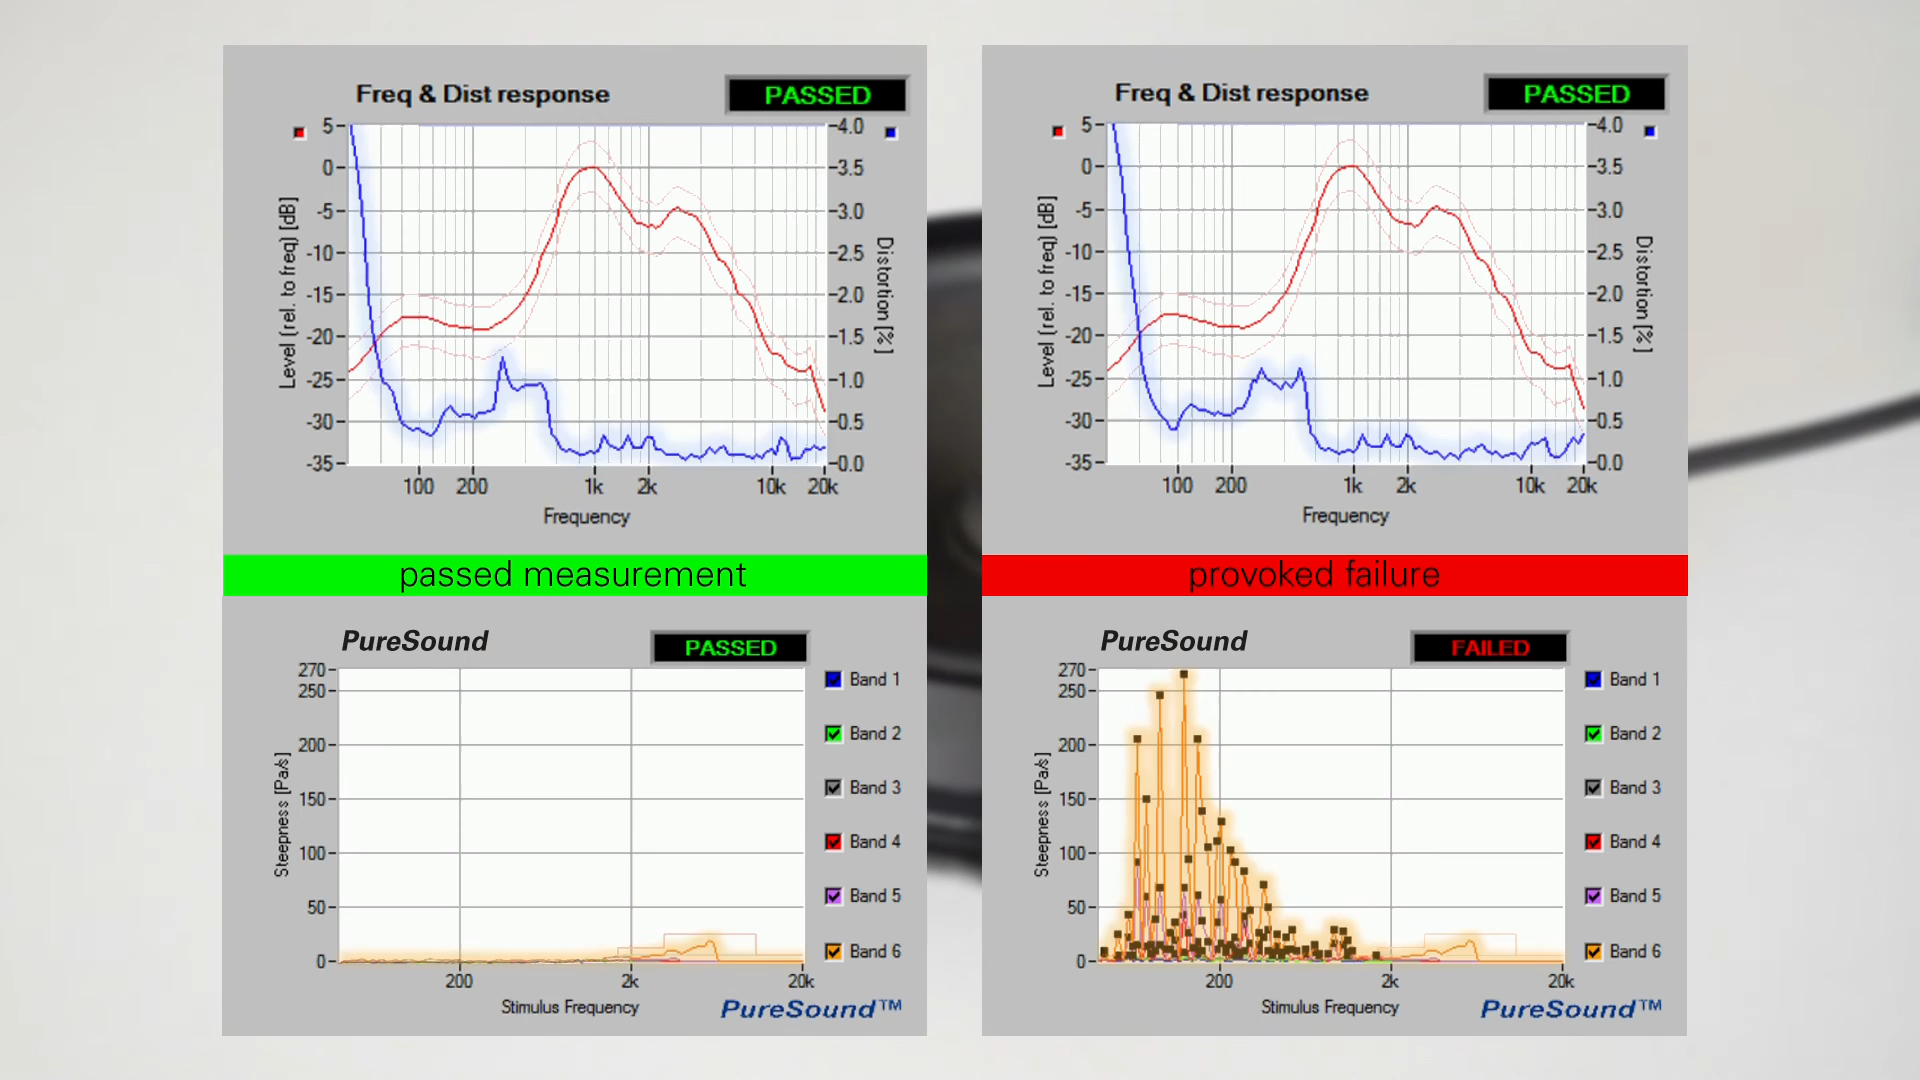 Freq & Dist response
PASSED
5
0
-5
-10
-15
-20
-25
-30
-35
Level (rel. to freq) [dB]
4.0
3.5
3.0
2.5
2.0
1.5
1.0
0.5
0.0
Distortion [%]
100 200 1k 2k 10k 20k
Frequency
passed measurement
PureSound
PASSED
270
250
200
150
100
50
0
Steepness [Pa/s]
Band 1
Band 2
Band 3
Band 4
Band 5
Band 6
200 2k 20k
Stimulus Frequency
PureSound™
Freq & Dist response
PASSED
5
0
-5
-10
-15
-20
-25
-30
-35
Level (rel. to freq) [dB]
4.0
3.5
3.0
2.5
2.0
1.5
1.0
0.5
0.0
Distortion [%]
100 200 1k 2k 10k 20k
Frequency
provoked failure
PureSound
FAILED
270
250
200
150
100
50
0
Steepness [Pa/s]
Band 1
Band 2
Band 3
Band 4
Band 5
Band 6
200 2k 20k
Stimulus Frequency
PureSound™